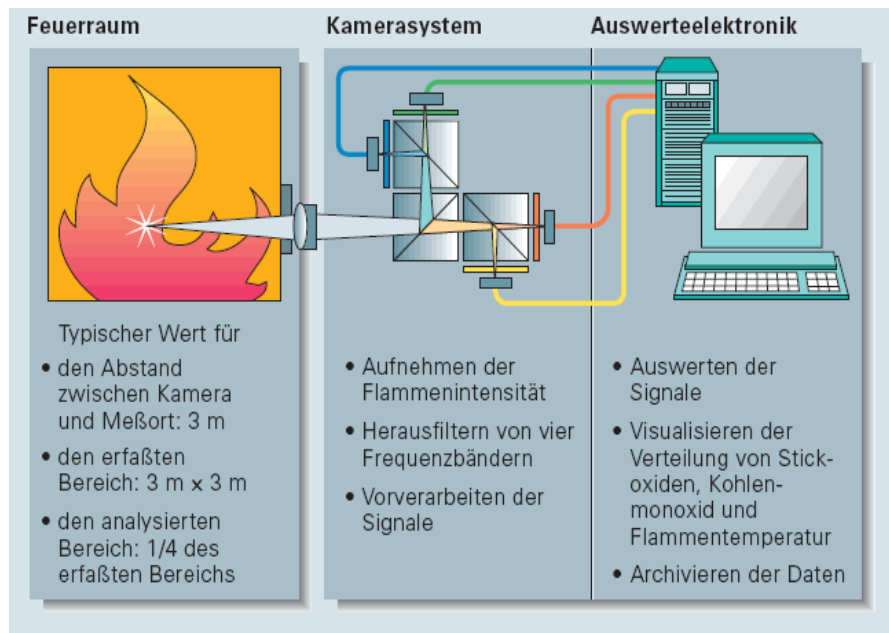 Feuerraum
Kamerasystem
Auswerteelektronik
Typischer Wert für
• den Abstand
zwischen Kamera
und Meßort: 3 m
• den erfaßten
Bereich: 3 m x 3 m
• den analysierten
Bereich: 1/4 des
erfaßten Bereichs
• Aufnehmen der
Flammenintensität
• Herausfiltern von vier
Frequenzbändern
• Vorverarbeiten der
Signale
• Auswerten der
Signale
• Visualisieren der
Verteilung von Stick-
oxiden, Kohlen-
monoxid und
Flammentemperatur
• Archivieren der Daten